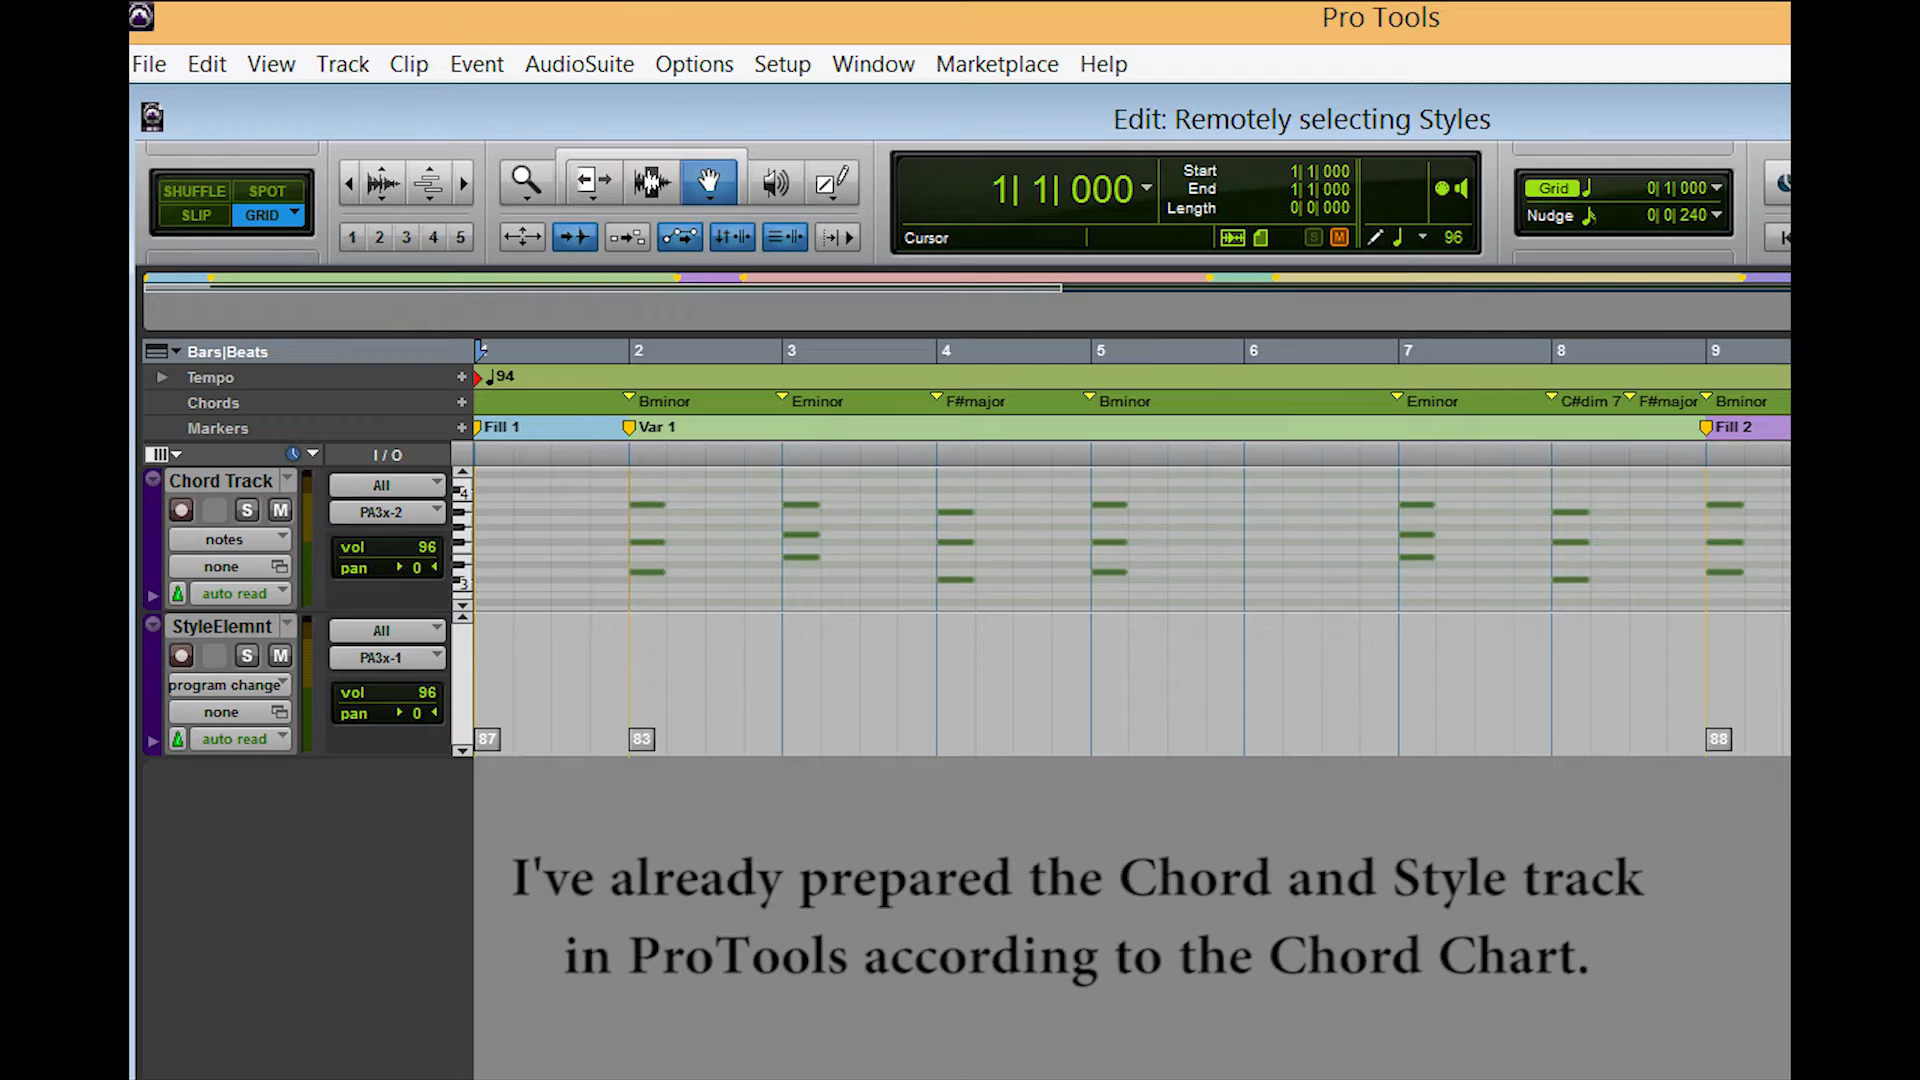 Pro Tools
File Edit View Track Clip Event AudioSuite Options Setup Window Marketplace Help
Edit: Remotely selecting Styles
SHUFFLE SPOT
SLIP GRID
1 2 3 4 5
1| 1| 000
Start 1| 1| 000
End 1| 1| 000
Length 0| 0| 000
Cursor
S M 96
Grid 0| 1| 000
Nudge 0| 0| 240
Bars|Beats 2 3 4 5 6 7 8 9
Tempo + 94
Chords + Bminor Eminor F#major Bminor Eminor C#dim 7 F#major Bminor
Markers + Fill 1 Var 1 Fill 2
I / O
Chord Track All
S M PA3x-2
notes vol 96
none pan 0
auto read
4
3
StyleElemnt All
S M PA3x-1
program change vol 96
none pan 0
auto read 87 83 88
I've already prepared the Chord and Style track
in ProTools according to the Chord Chart.